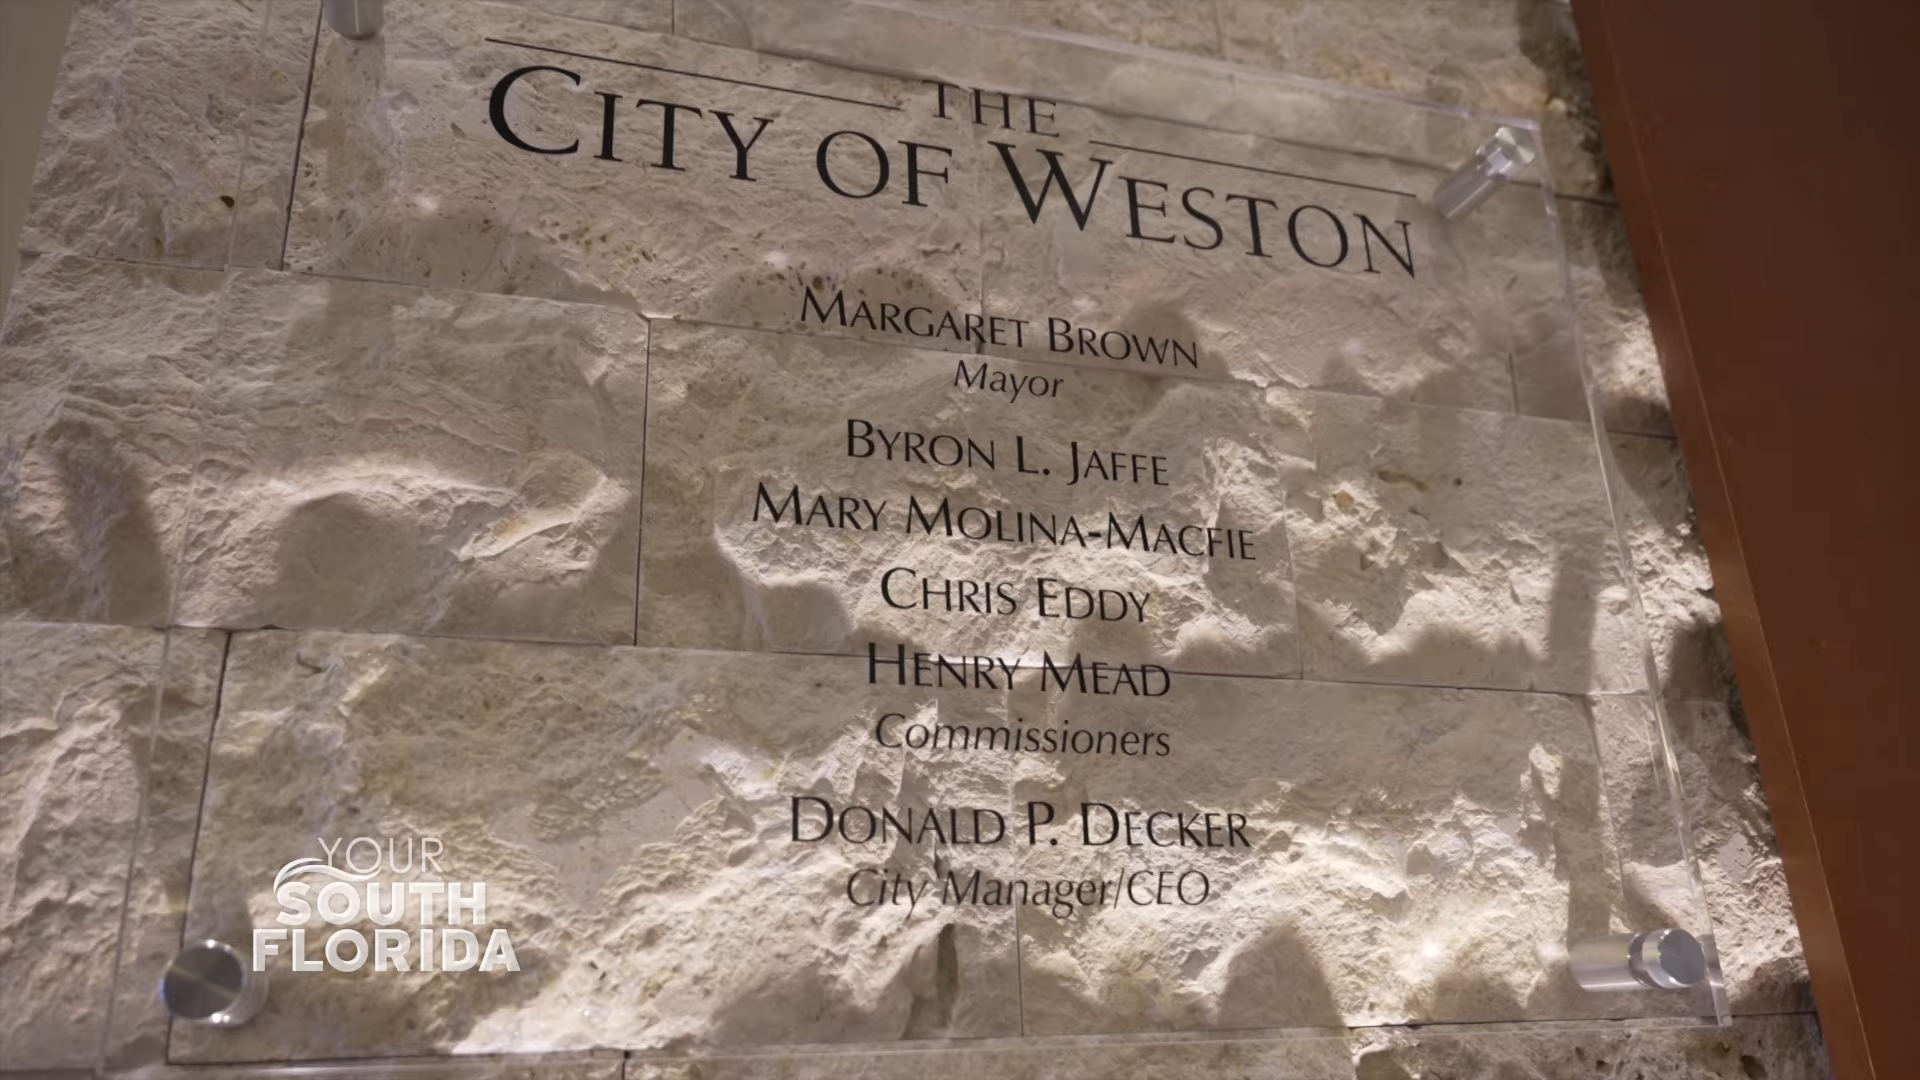 THE
CITY OF WESTON
MARGARET BROWN
Mayor
BYRON L. JAFFE
MARY MOLINA-MACFIE
CHRIS EDDY
HENRY MEAD
Commissioners
DONALD P. DECKER
City Manager/CEO
YOUR
SOUTH
FLORIDA